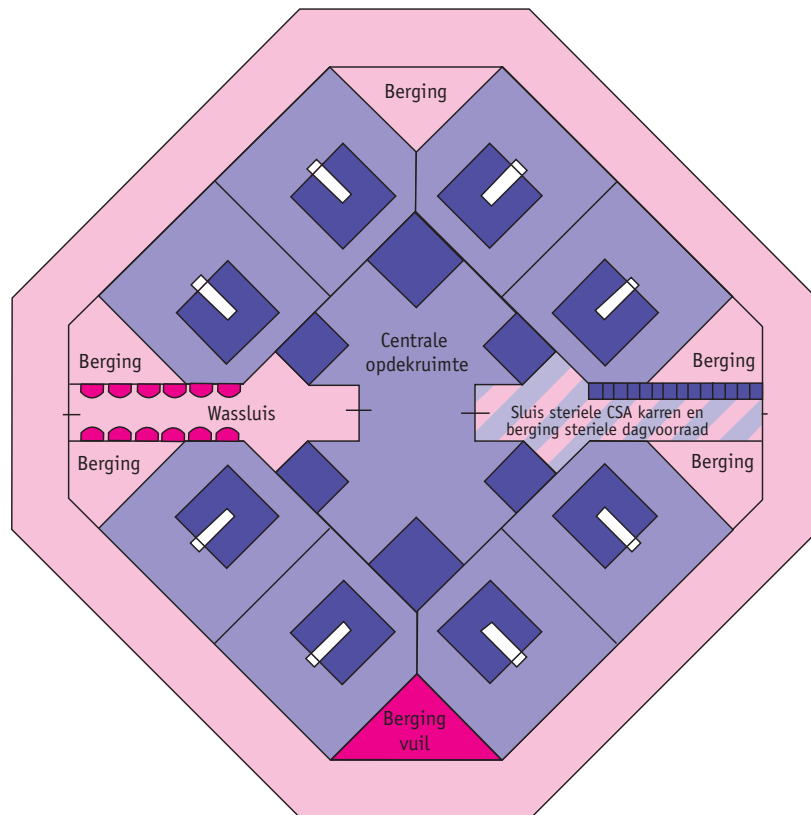 Berging
Centrale
opdekruimte
Berging
Berging
Wassluis
Sluis steriele CSA karren en
berging steriele dagvoorraad
Berging
Berging
Berging
vuil